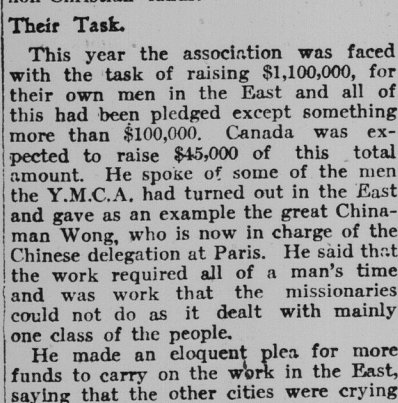 Their Task.
This year the association was faced
with the task of raising $1,100,000, for
their own men in the East and all of
this had been pledged except something
more than $100,000. Canada was ex-
pected to raise $45,000 of this total
amount. He spoke of some of the men
the Y.M.C.A. had turned out in the East
and gave as an example the great China-
man Wong, who is now in charge of the
Chinese delegation at Paris. He said that
the work required all of a man's time
and was work that the missionaries
could not do as it dealt with mainly
one class of the people.
He made an eloquent plea for more
funds to carry on the work in the East,
saying that the other cities were crying